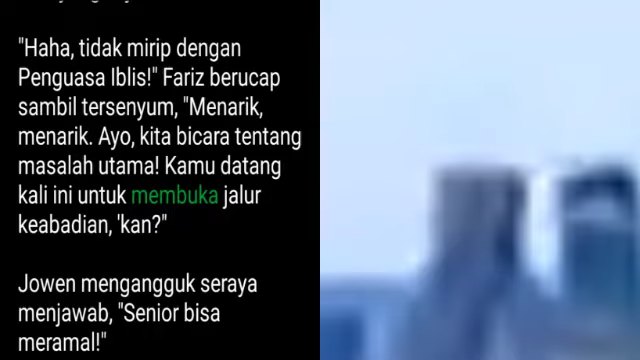 "Haha, tidak mirip dengan
Penguasa Iblis!" Fariz berucap
sambil tersenyum, "Menarik,
menarik. Ayo, kita bicara tentang
masalah utama! Kamu datang
kali ini untuk membuka jalur
keabadian, 'kan?"
Jowen mengangguk seraya
menjawab, "Senior bisa
meramal!"